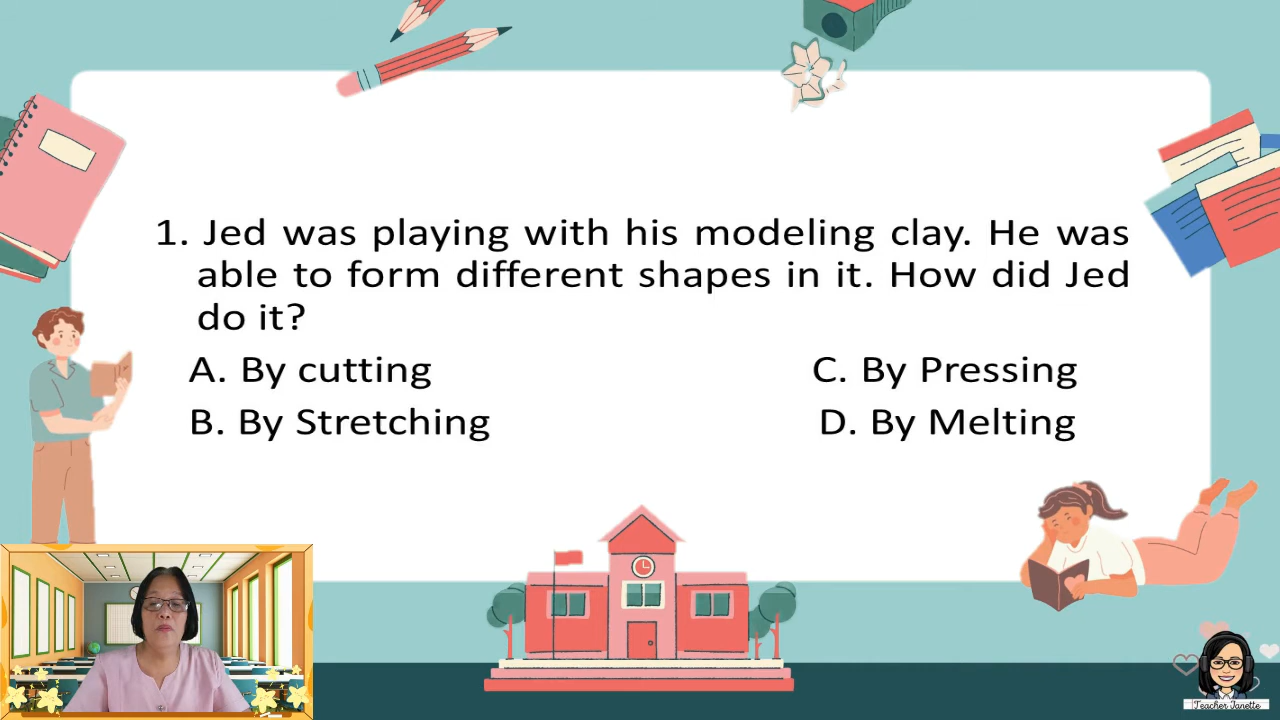 1. Jed was playing with his modeling clay. He was
able to form different shapes in it. How did Jed
do it?
A. By cutting
C. By Pressing
B. By Stretching
D. By Melting
Teacher Janette